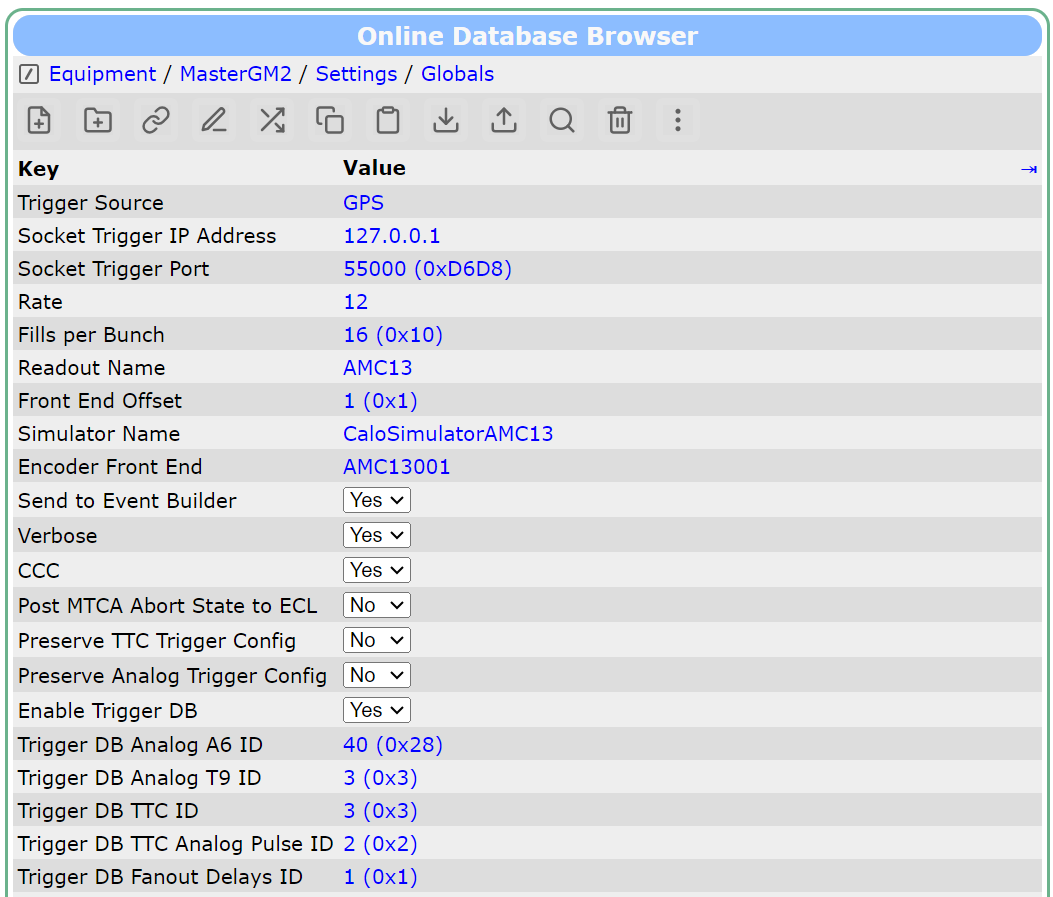 Online Database Browser
Equipment / MasterGM2 / Settings / Globals
Key Value
Trigger Source GPS
Socket Trigger IP Address 127.0.0.1
Socket Trigger Port 55000 (0xD6D8)
Rate 12
Fills per Bunch 16 (0x10)
Readout Name AMC13
Front End Offset 1 (0x1)
Simulator Name CaloSimulatorAMC13
Encoder Front End AMC13001
Send to Event Builder Yes
Verbose Yes
CCC Yes
Post MTCA Abort State to ECL No
Preserve TTC Trigger Config No
Preserve Analog Trigger Config No
Enable Trigger DB Yes
Trigger DB Analog A6 ID 40 (0x28)
Trigger DB Analog T9 ID 3 (0x3)
Trigger DB TTC ID 3 (0x3)
Trigger DB TTC Analog Pulse ID 2 (0x2)
Trigger DB Fanout Delays ID 1 (0x1)